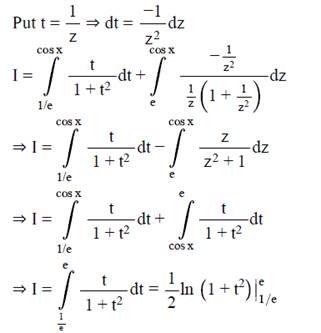 Put t = 1/z ⇒ dt = -1/z² dz
I = ∫_{1/e}^{cos x} t/(1+t²) dt + ∫_{e}^{cos x} (-1/z²)/(1/z (1 + 1/z²)) dz
⇒ I = ∫_{1/e}^{cos x} t/(1+t²) dt − ∫_{e}^{cos x} z/(z²+1) dz
⇒ I = ∫_{1/e}^{cos x} t/(1+t²) dt + ∫_{cos x}^{e} t/(1+t²) dt
⇒ I = ∫_{1/e}^{e} t/(1+t²) dt = 1/2 ln (1+t²)|_{1/e}^{e}